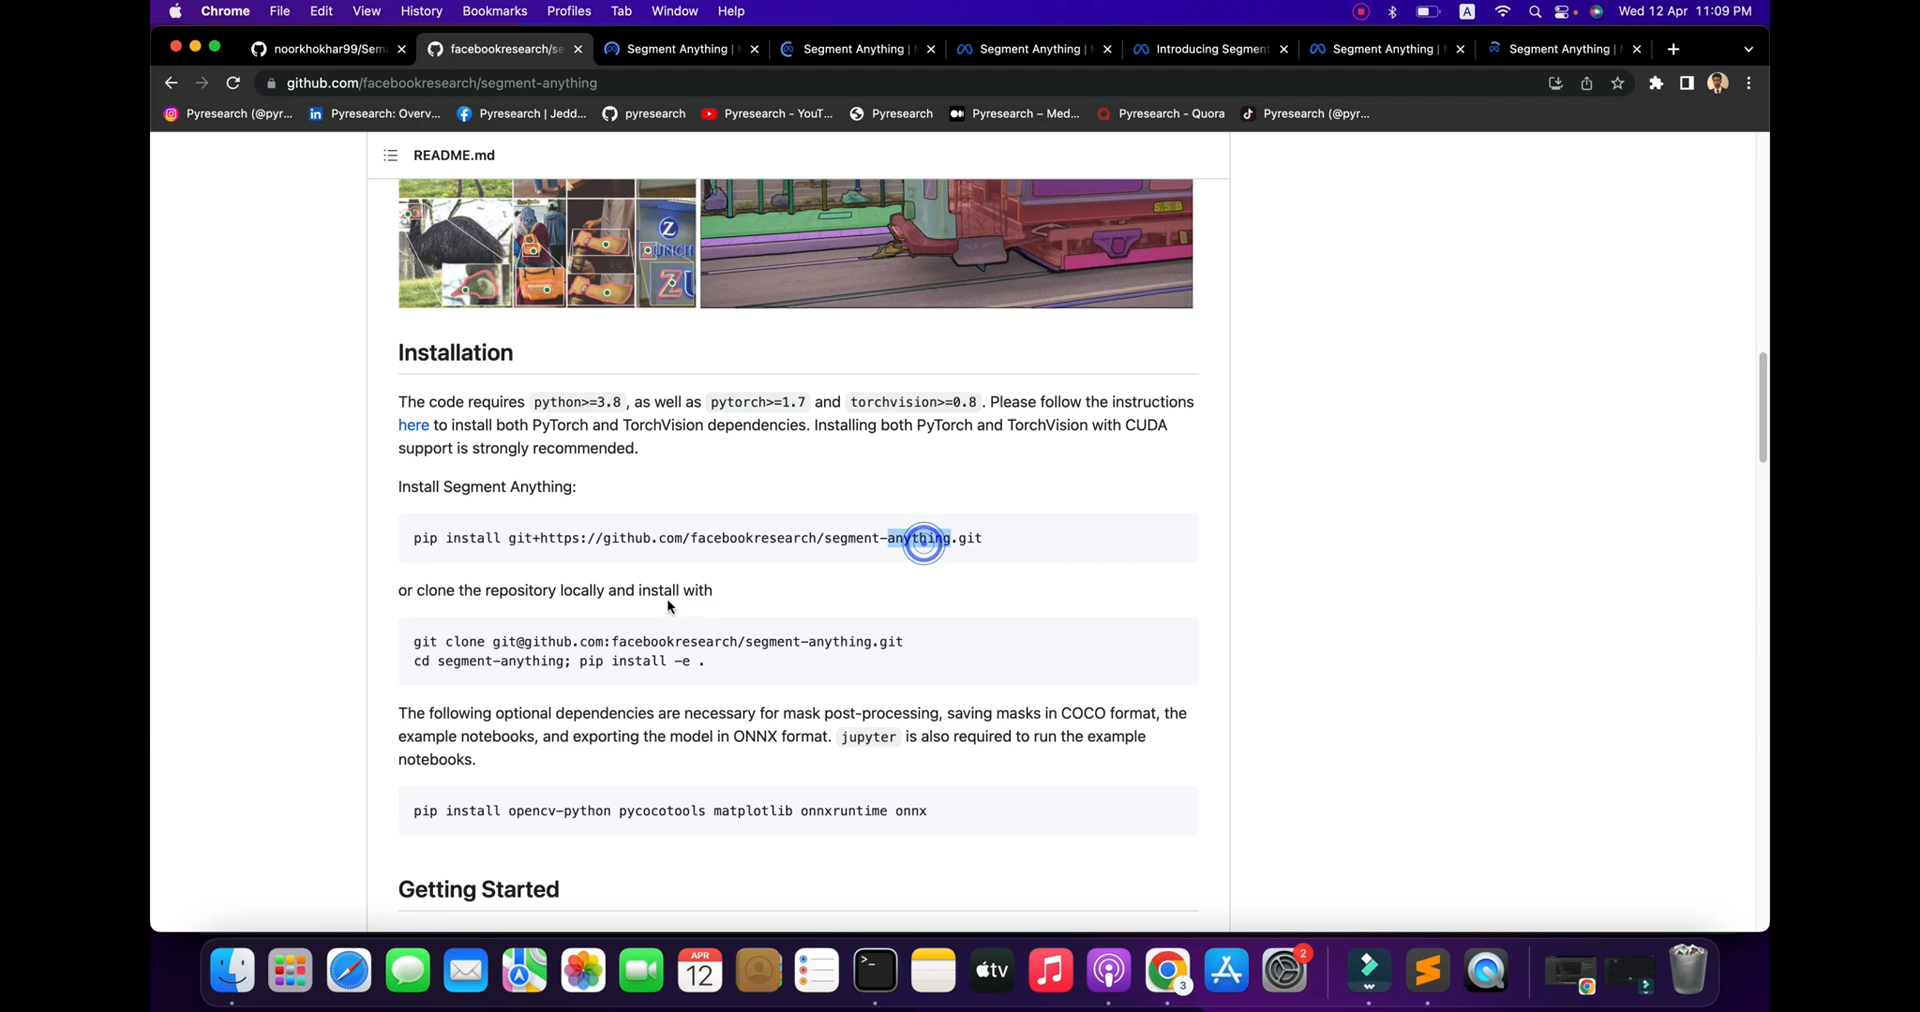 Chrome File Edit View History Bookmarks Profiles Tab Window Help A Wed 12 Apr 11:09 PM
noorkhokhar99/Sem facebookresearch/se Segment Anything | Segment Anything | Segment Anything | Introducing Segment Segment Anything | Segment Anything |
github.com/facebookresearch/segment-anything
Pyresearch (@pyr... Pyresearch: Overv... Pyresearch | Jedd... pyresearch Pyresearch - YouT... Pyresearch Pyresearch – Med... Pyresearch - Quora Pyresearch (@pyr...
README.md
Z
SSB
Installation
The code requires python>=3.8, as well as pytorch>=1.7 and torchvision>=0.8. Please follow the instructions
here to install both PyTorch and TorchVision dependencies. Installing both PyTorch and TorchVision with CUDA
support is strongly recommended.
Install Segment Anything:
pip install git+https://github.com/facebookresearch/segment-anything.git
or clone the repository locally and install with
git clone git@github.com:facebookresearch/segment-anything.git
cd segment-anything; pip install -e .
The following optional dependencies are necessary for mask post-processing, saving masks in COCO format, the
example notebooks, and exporting the model in ONNX format. jupyter is also required to run the example
notebooks.
pip install opencv-python pycocotools matplotlib onnxruntime onnx
Getting Started
APR
12
tv
3
2